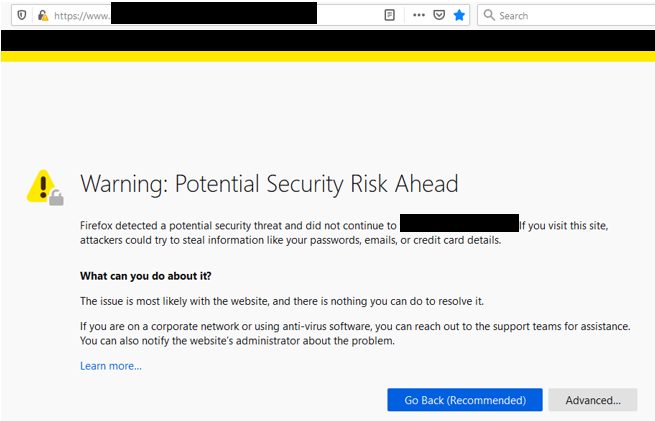 https://www.
Search
Warning: Potential Security Risk Ahead
Firefox detected a potential security threat and did not continue to If you visit this site,
attackers could try to steal information like your passwords, emails, or credit card details.
What can you do about it?
The issue is most likely with the website, and there is nothing you can do to resolve it.
If you are on a corporate network or using anti-virus software, you can reach out to the support teams for assistance.
You can also notify the website’s administrator about the problem.
Learn more…
Go Back (Recommended)
Advanced...